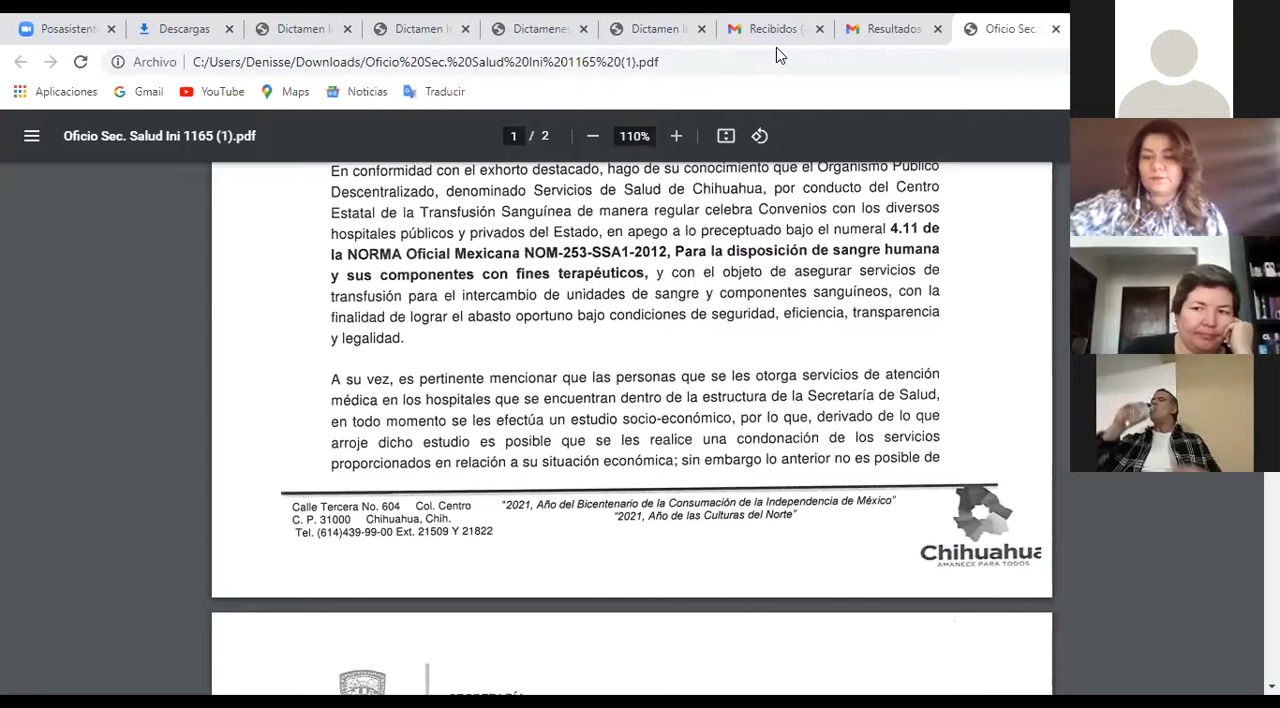 Posasistent
Descargas
Dictamen I
Dictamen I
Dictamene
Dictamen I
Recibidos (
Resultados
Oficio Sec.
Archivo
C:/Users/Denisse/Downloads/Oficio%20Sec.%20Salud%20Ini%201165%20(1).pdf
Aplicaciones
Gmail
YouTube
Maps
Noticias
Traducir
Oficio Sec. Salud Ini 1165 (1).pdf
1 / 2
110%
En conformidad con el exhorto destacado, hago de su conocimiento que el Organismo Público
Descentralizado, denominado Servicios de Salud de Chihuahua, por conducto del Centro
Estatal de la Transfusión Sanguínea de manera regular celebra Convenios con los diversos
hospitales públicos y privados del Estado, en apego a lo preceptuado bajo el numeral 4.11 de
la NORMA Oficial Mexicana NOM-253-SSA1-2012, Para la disposición de sangre humana
y sus componentes con fines terapéuticos, y con el objeto de asegurar servicios de
transfusión para el intercambio de unidades de sangre y componentes sanguíneos, con la
finalidad de lograr el abasto oportuno bajo condiciones de seguridad, eficiencia, transparencia
y legalidad.
A su vez, es pertinente mencionar que las personas que se les otorga servicios de atención
médica en los hospitales que se encuentran dentro de la estructura de la Secretaría de Salud,
en todo momento se les efectúa un estudio socio-económico, por lo que, derivado de lo que
arroje dicho estudio es posible que se les realice una condonación de los servicios
proporcionados en relación a su situación económica; sin embargo lo anterior no es posible de
Calle Tercera No. 604 Col. Centro
C. P. 31000 Chihuahua, Chih.
Tel. (614)439-99-00 Ext. 21509 Y 21822
"2021, Año del Bicentenario de la Consumación de la Independencia de México"
"2021, Año de las Culturas del Norte"
Chihuahua
AMANECE PARA TODOS